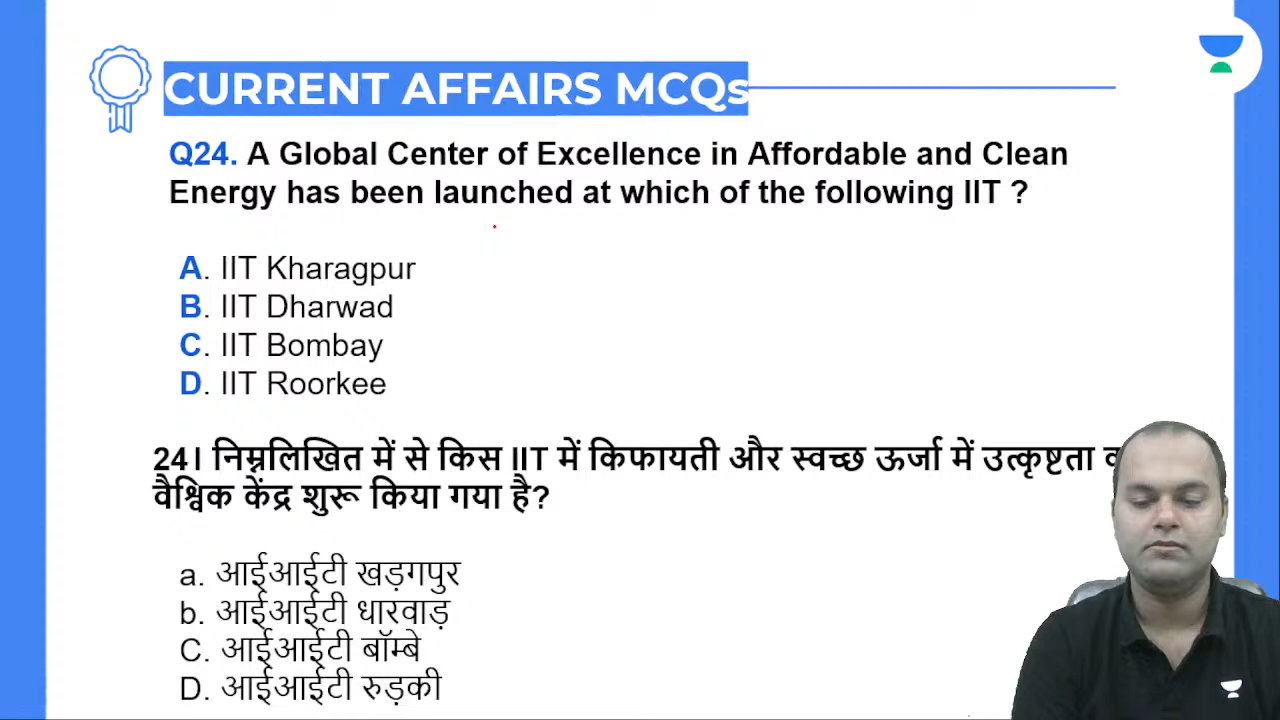 CURRENT AFFAIRS MCQs
Q24. A Global Center of Excellence in Affordable and Clean
Energy has been launched at which of the following IIT ?
A. IIT Kharagpur
B. IIT Dharwad
C. IIT Bombay
D. IIT Roorkee
24। निम्नलिखित में से किस IIT में किफायती और स्वच्छ ऊर्जा में उत्कृष्टता
वैश्विक केंद्र शुरू किया गया है?
a. आईआईटी खड़गपुर
b. आईआईटी धारवाड़
C. आईआईटी बॉम्बे
D. आईआईटी रुड़की